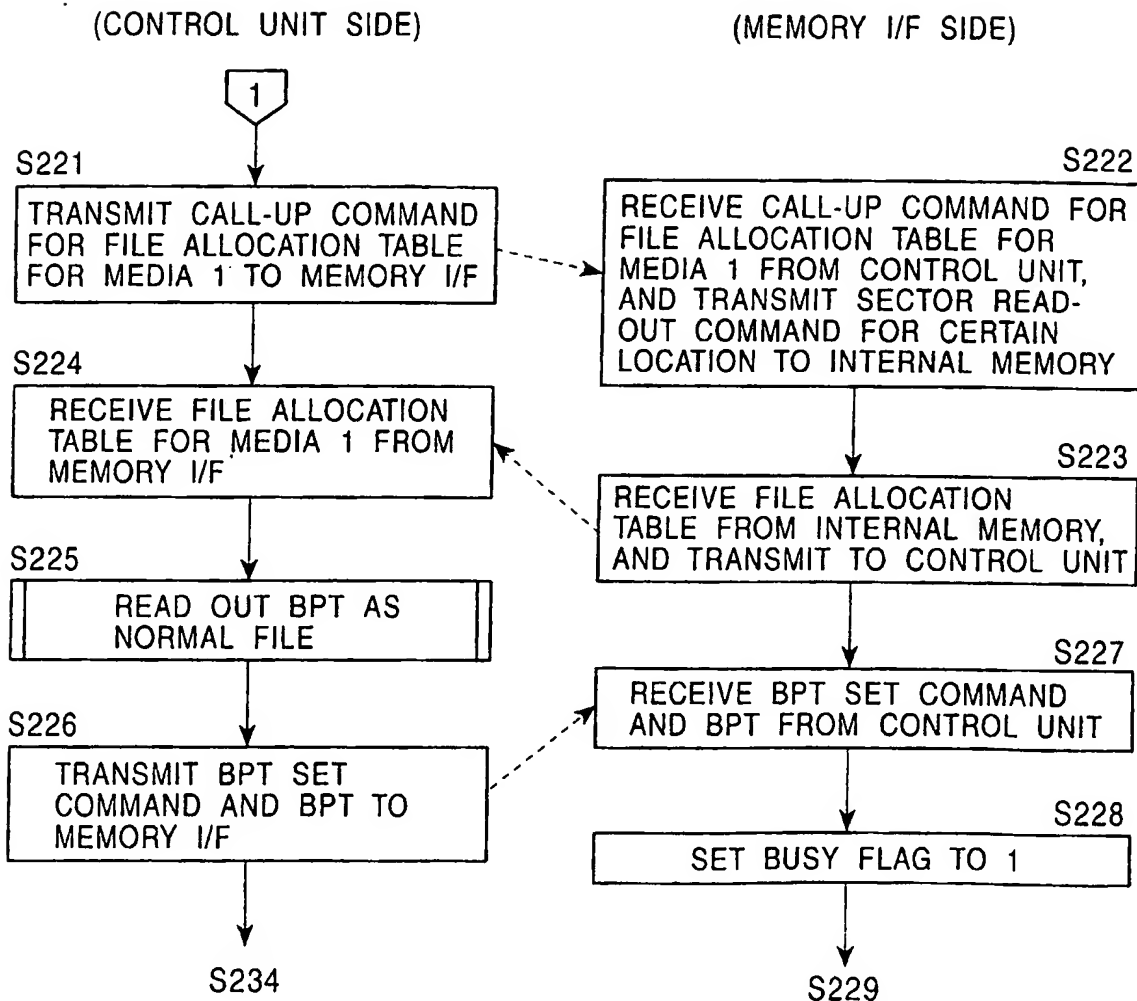 (CONTROL UNIT SIDE)
(MEMORY I/F SIDE)
1
S221
TRANSMIT CALL-UP COMMAND
FOR FILE ALLOCATION TABLE
FOR MEDIA 1 TO MEMORY I/F
S222
RECEIVE CALL-UP COMMAND FOR
FILE ALLOCATION TABLE FOR
MEDIA 1 FROM CONTROL UNIT,
AND TRANSMIT SECTOR READ-
OUT COMMAND FOR CERTAIN
LOCATION TO INTERNAL MEMORY
S224
RECEIVE FILE ALLOCATION
TABLE FOR MEDIA 1 FROM
MEMORY I/F
S223
RECEIVE FILE ALLOCATION
TABLE FROM INTERNAL MEMORY,
AND TRANSMIT TO CONTROL UNIT
S225
READ OUT BPT AS
NORMAL FILE
S227
RECEIVE BPT SET COMMAND
AND BPT FROM CONTROL UNIT
S226
TRANSMIT BPT SET
COMMAND AND BPT TO
MEMORY I/F
S228
SET BUSY FLAG TO 1
S234
S229